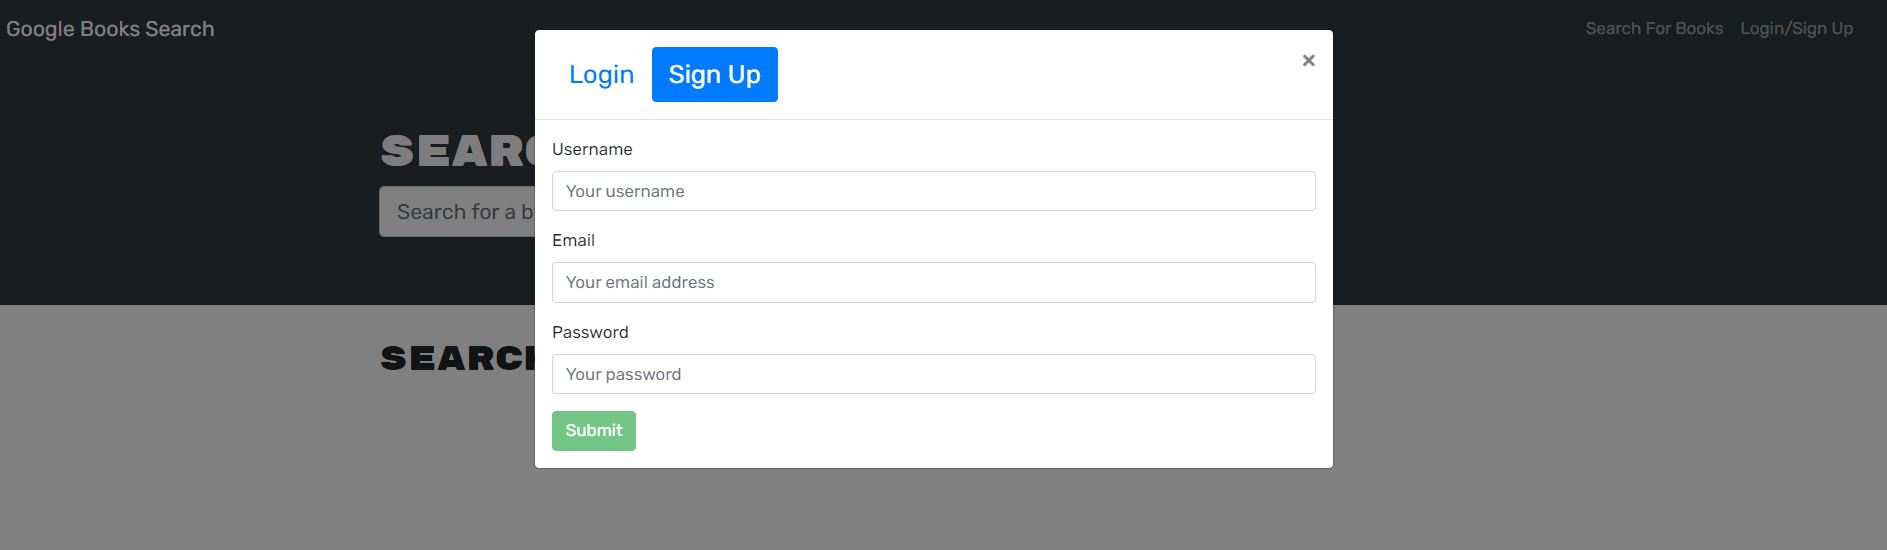 Google Books Search
Search For Books
Login/Sign Up
Login
Sign Up
×
SEARC
Search for a b
Username
Your username
Email
Your email address
Password
Your password
SEARCH
Submit